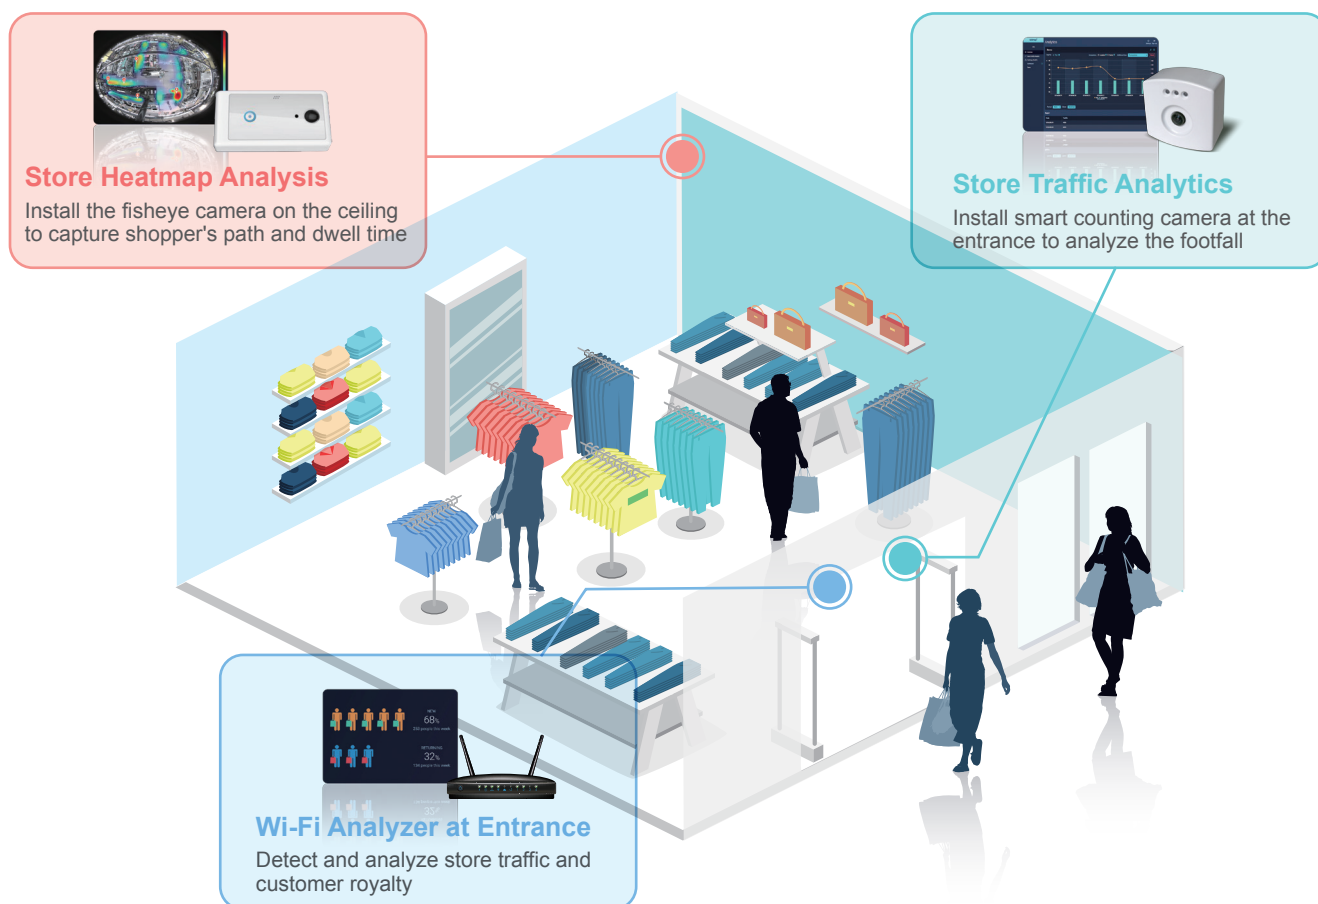 Store Heatmap Analysis
Install the fisheye camera on the ceiling
to capture shopper's path and dwell time
Store Traffic Analytics
Install smart counting camera at the
entrance to analyze the footfall
68%
32%
Wi-Fi Analyzer at Entrance
Detect and analyze store traffic and
customer royalty